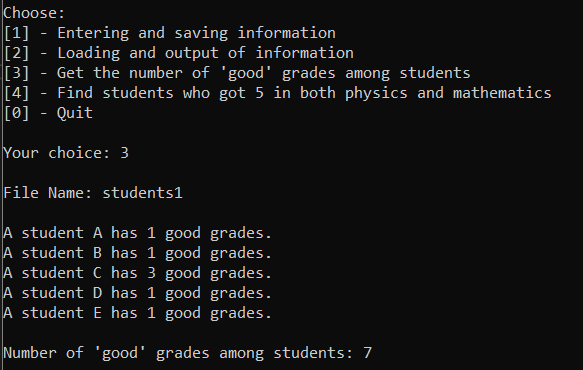 Choose:
[1] - Entering and saving information
[2] - Loading and output of information
[3] - Get the number of 'good' grades among students
[4] - Find students who got 5 in both physics and mathematics
[0] - Quit
Your choice: 3
File Name: students1
A student A has 1 good grades.
A student B has 1 good grades.
A student C has 3 good grades.
A student D has 1 good grades.
A student E has 1 good grades.
Number of 'good' grades among students: 7